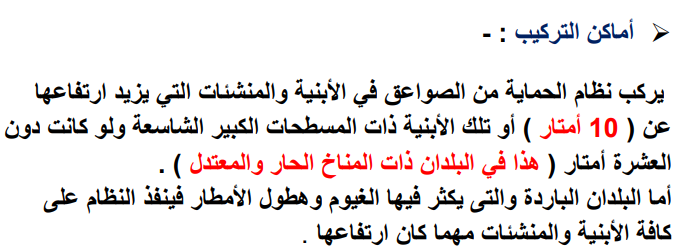 ➢ أماكن التركيب : -
يركب نظام الحماية من الصواعق في الأبنية والمنشئات التي يزيد ارتفاعها
عن ( 10 أمتار ) أو تلك الأبنية ذات المسطحات الكبير الشاسعة ولو كانت دون
العشرة أمتار ( هذا في البلدان ذات المناخ الحار والمعتدل ) .
أما البلدان الباردة والتى يكثر فيها الغيوم وهطول الأمطار فينفذ النظام على
كافة الأبنية والمنشئات مهما كان ارتفاعها .